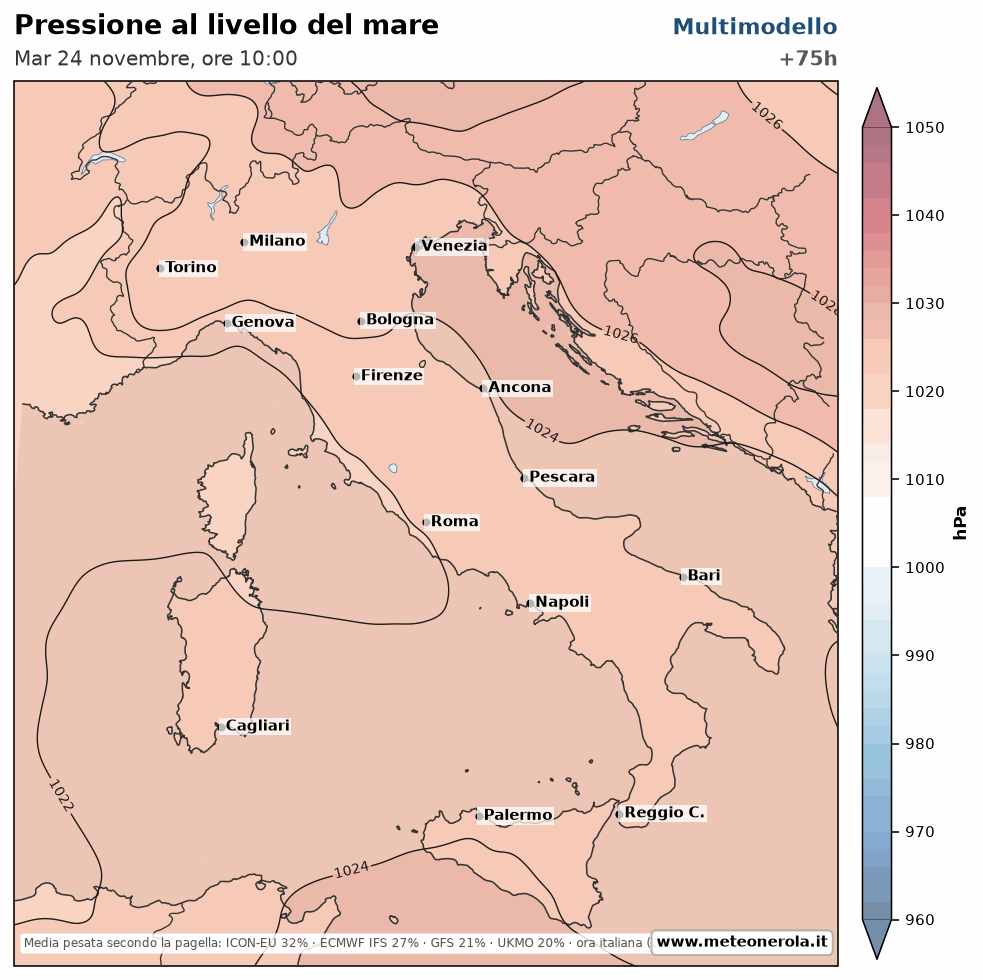 Pressione al livello del mare
Multimodello
Mar 24 novembre, ore 10:00
+75h
1026
1050
1040
Milano
Venezia
Torino
1030
1026
Genova
Bologna
1026
Firenze
Ancona
1020
1024
Pescara
1010
Roma
hPa
1000
Bari
Napoli
990
Cagliari
980
1022
Palermo
Reggio C.
970
1024
960
Media pesata secondo la pagella: ICON-EU 32% · ECMWF IFS 27% · GFS 21% · UKMO 20% · ora italiana (
www.meteonerola.it